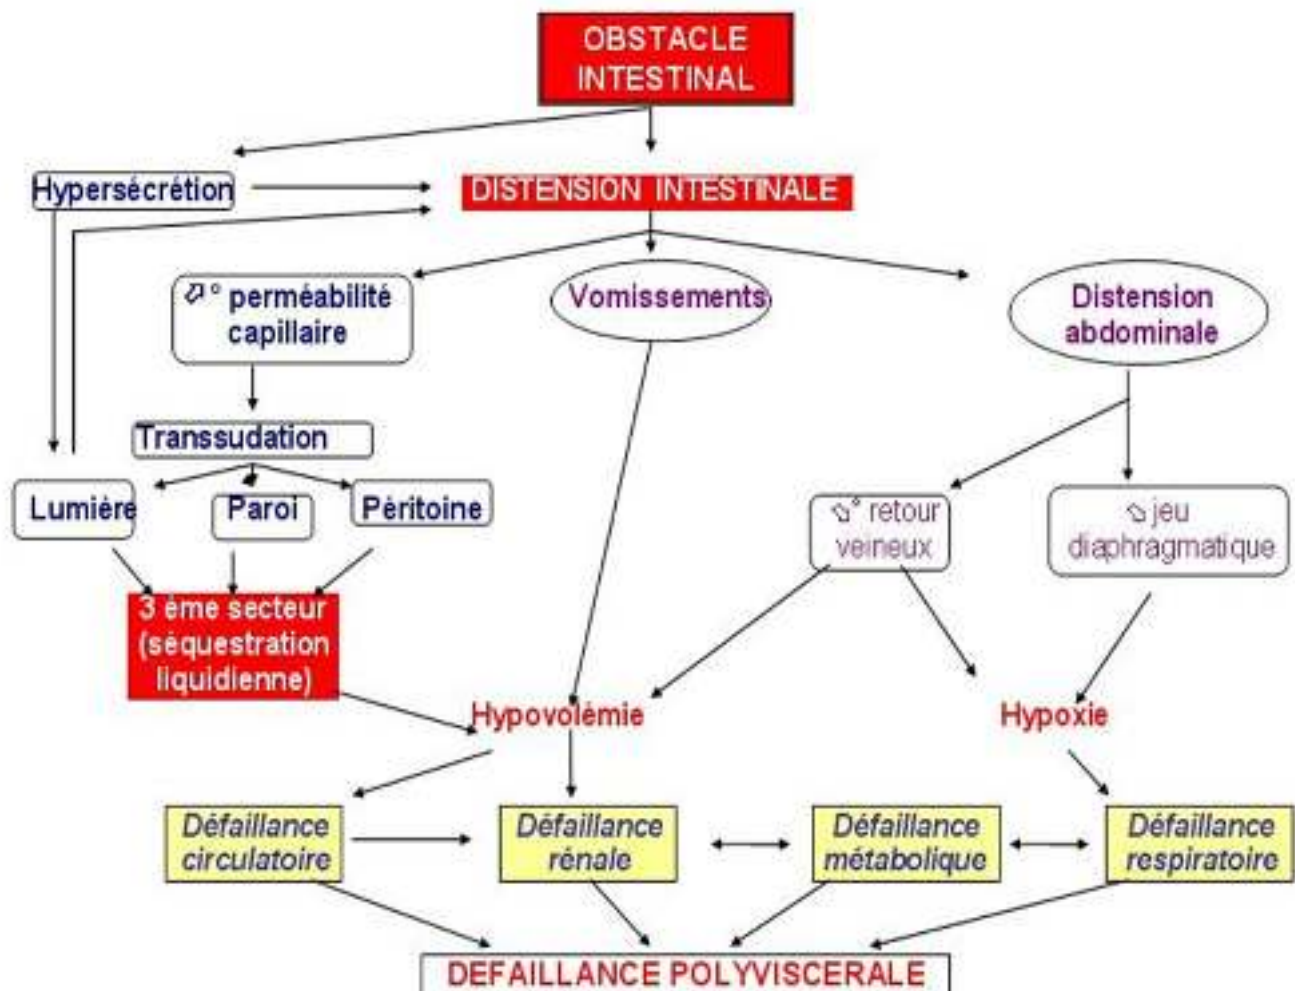 OBSTACLE
INTESTINAL
Hypersécrétion
DISTENSION INTESTINALE
° perméabilité
capillaire
Vomissements
Distension
abdominale
Transsudation
Lumière
Paroi
Péritoine
° retour
veineux
jeu
diaphragmatique
3 éme secteur
(séquestration
liquidienne)
Hypovolémie
Hypoxie
Défaillance
circulatoire
Défaillance
rénale
Défaillance
métabolique
Défaillance
respiratoire
DEFAILLANCE POLYVISCERALE